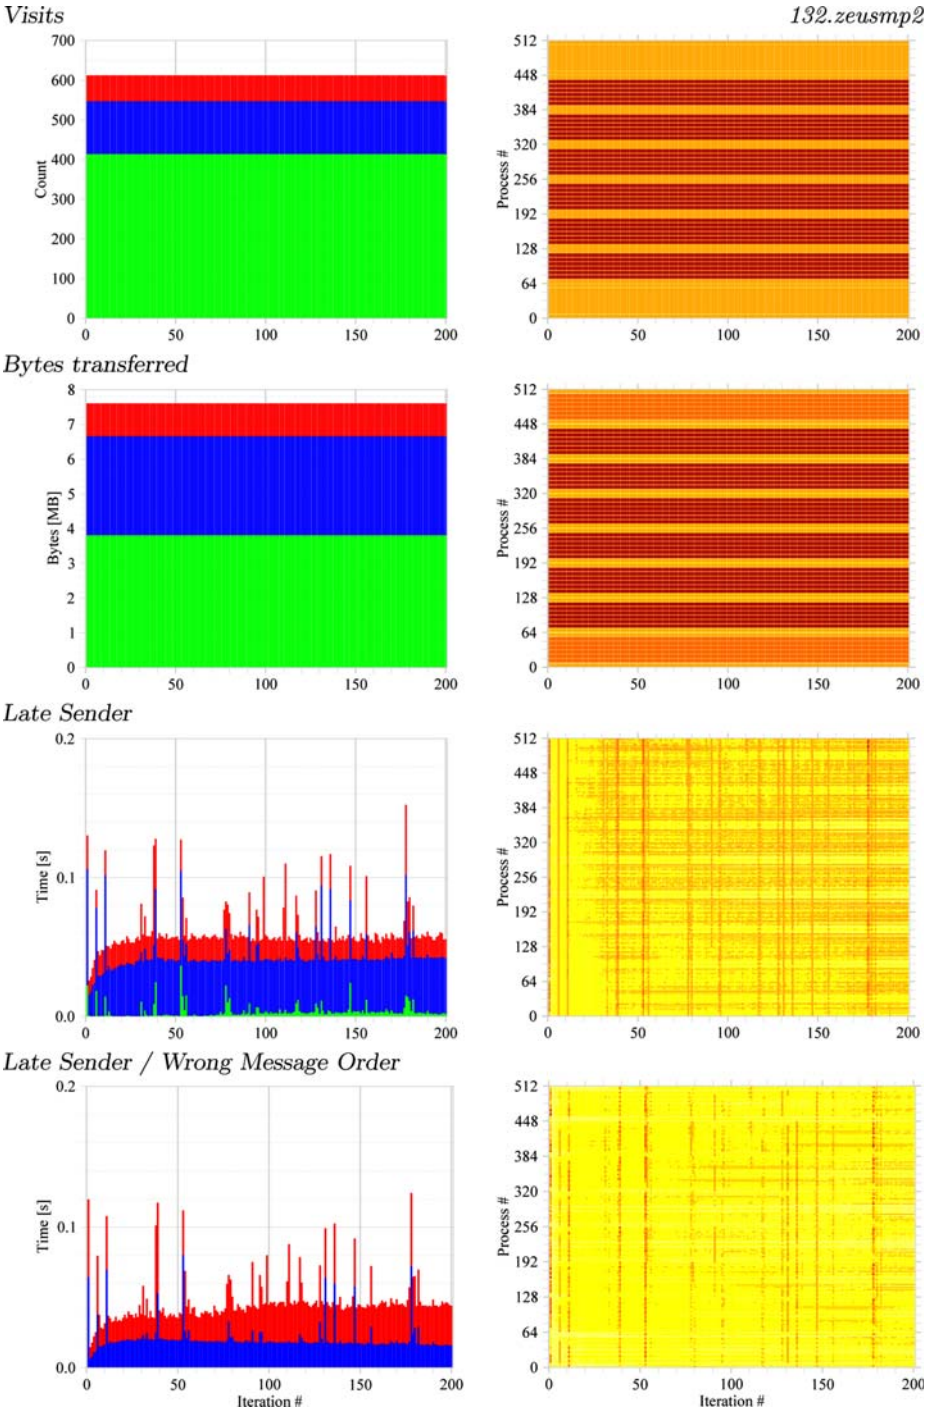 Visits
132.zeusmp2
700
600
500
400
300
200
100
0
Count
0 50 100 150 200
512
448
384
320
256
192
128
64
0
Process #
0 50 100 150 200
Bytes transferred
8
7
6
5
4
3
2
1
0
Bytes [MB]
0 50 100 150 200
512
448
384
320
256
192
128
64
0
Process #
0 50 100 150 200
Late Sender
0.2
0.1
0.0
Time [s]
0 50 100 150 200
512
448
384
320
256
192
128
64
0
Process #
0 50 100 150 200
Late Sender / Wrong Message Order
0.2
0.1
0.0
Time [s]
0 50 100 150 200
Iteration #
512
448
384
320
256
192
128
64
0
Process #
0 50 100 150 200
Iteration #